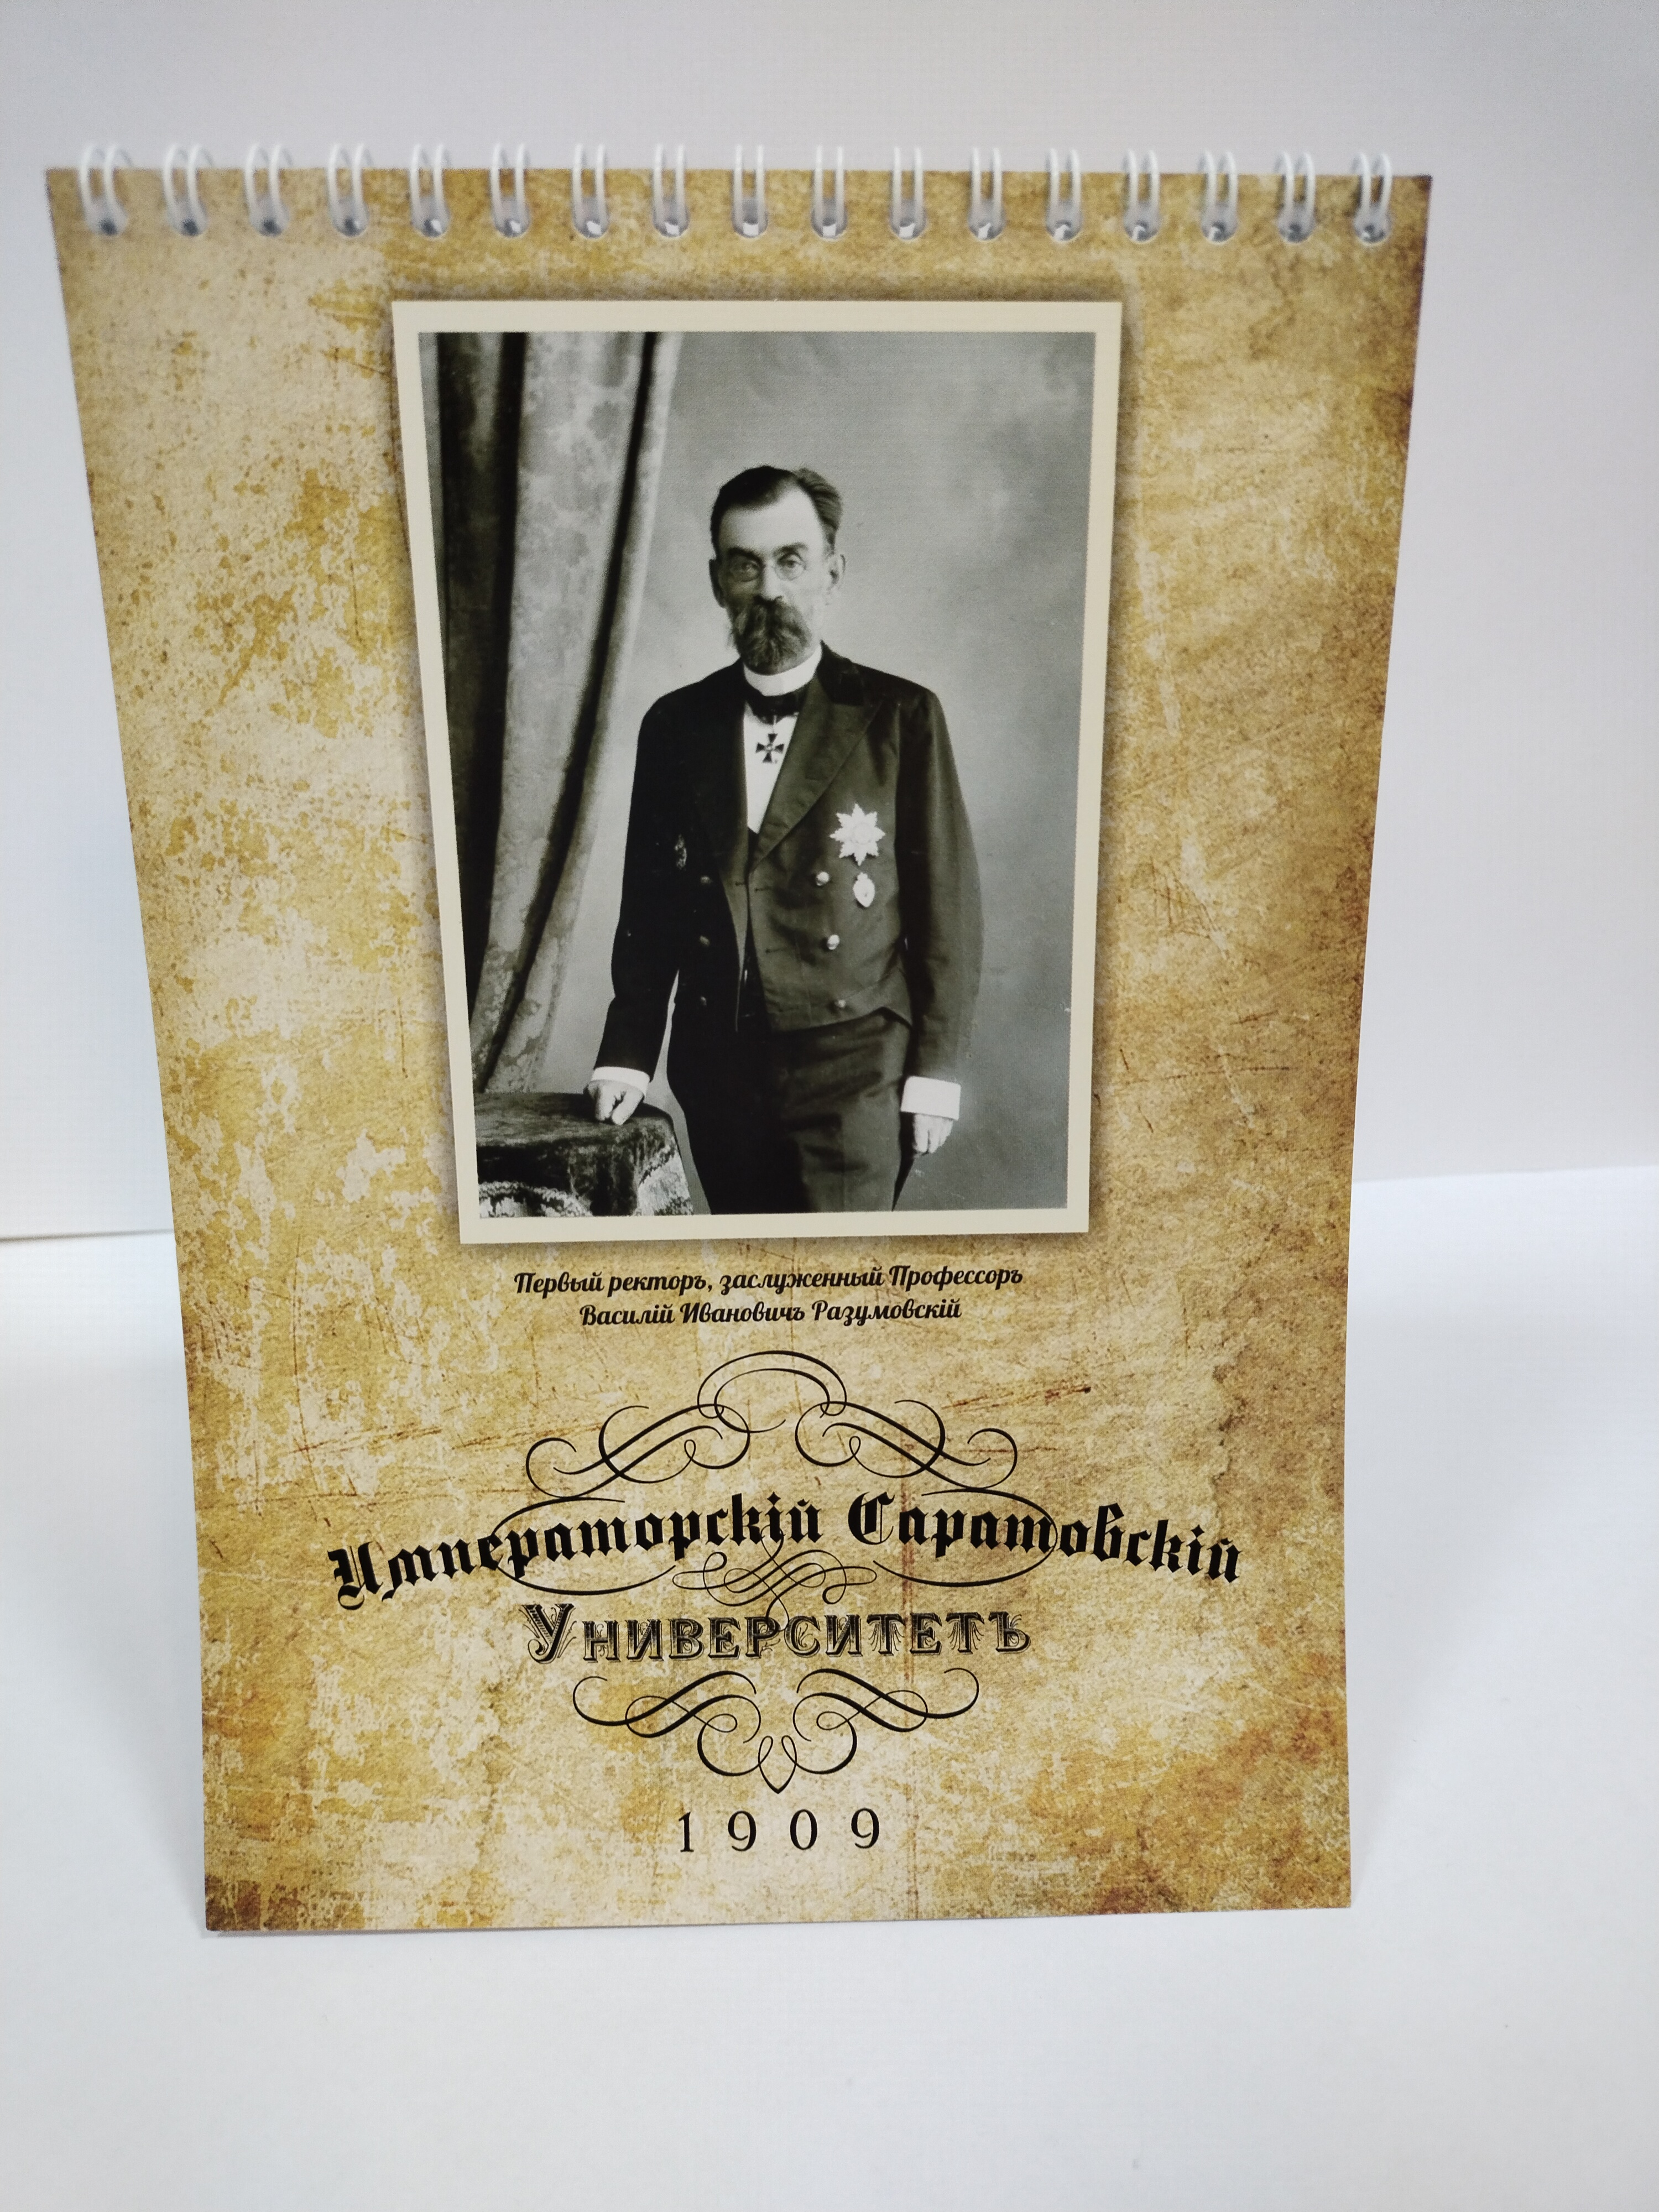 Первый ректоръ, заслуженный Профессоръ
Василій Ивановичъ Разумовскій
Императорскій Саратовскій
Университетъ
1909